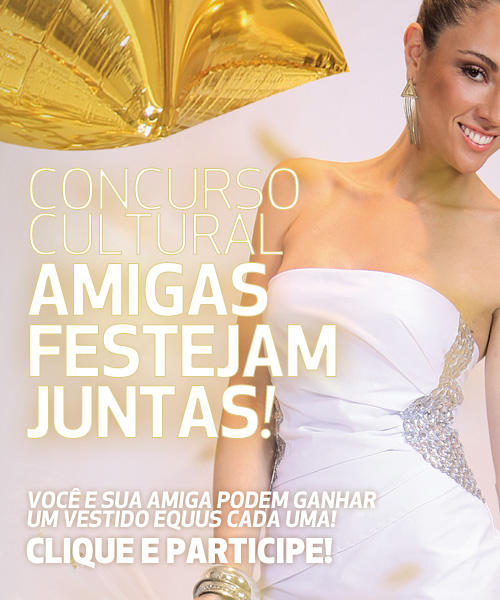 CONCURSO
CULTURAL
AMIGAS
FESTEJAM
JUNTAS!
VOCÊ E SUA AMIGA PODEM GANHAR
UM VESTIDO EQUUS CADA UMA!
CLIQUE E PARTICIPE!